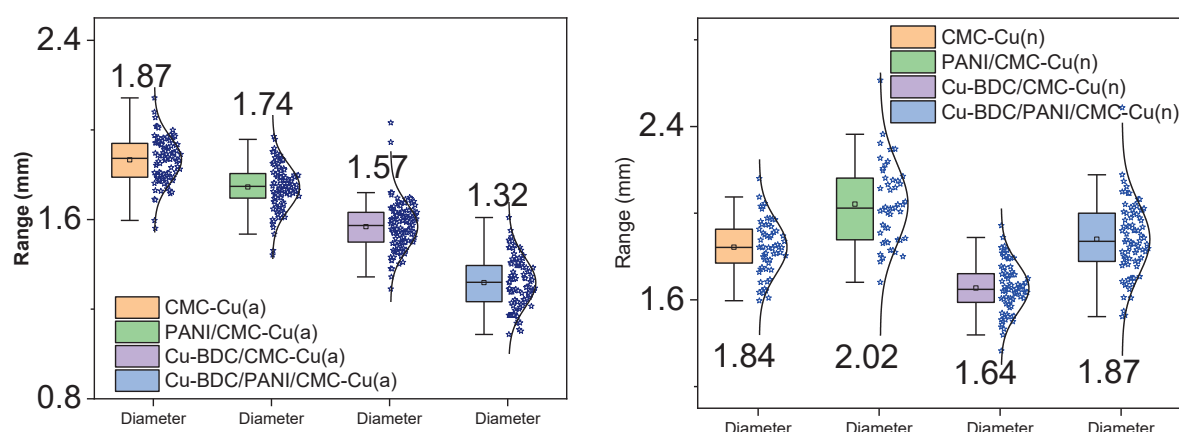 2.4
1.6
0.8
Range (mm)
1.87
1.74
1.57
1.32
CMC-Cu(a)
PANI/CMC-Cu(a)
Cu-BDC/CMC-Cu(a)
Cu-BDC/PANI/CMC-Cu(a)
Diameter
Diameter
Diameter
Diameter
2.4
1.6
Range (mm)
CMC-Cu(n)
PANI/CMC-Cu(n)
Cu-BDC/CMC-Cu(n)
Cu-BDC/PANI/CMC-Cu(n)
1.84
2.02
1.64
1.87
Diameter
Diameter
Diameter
Diameter